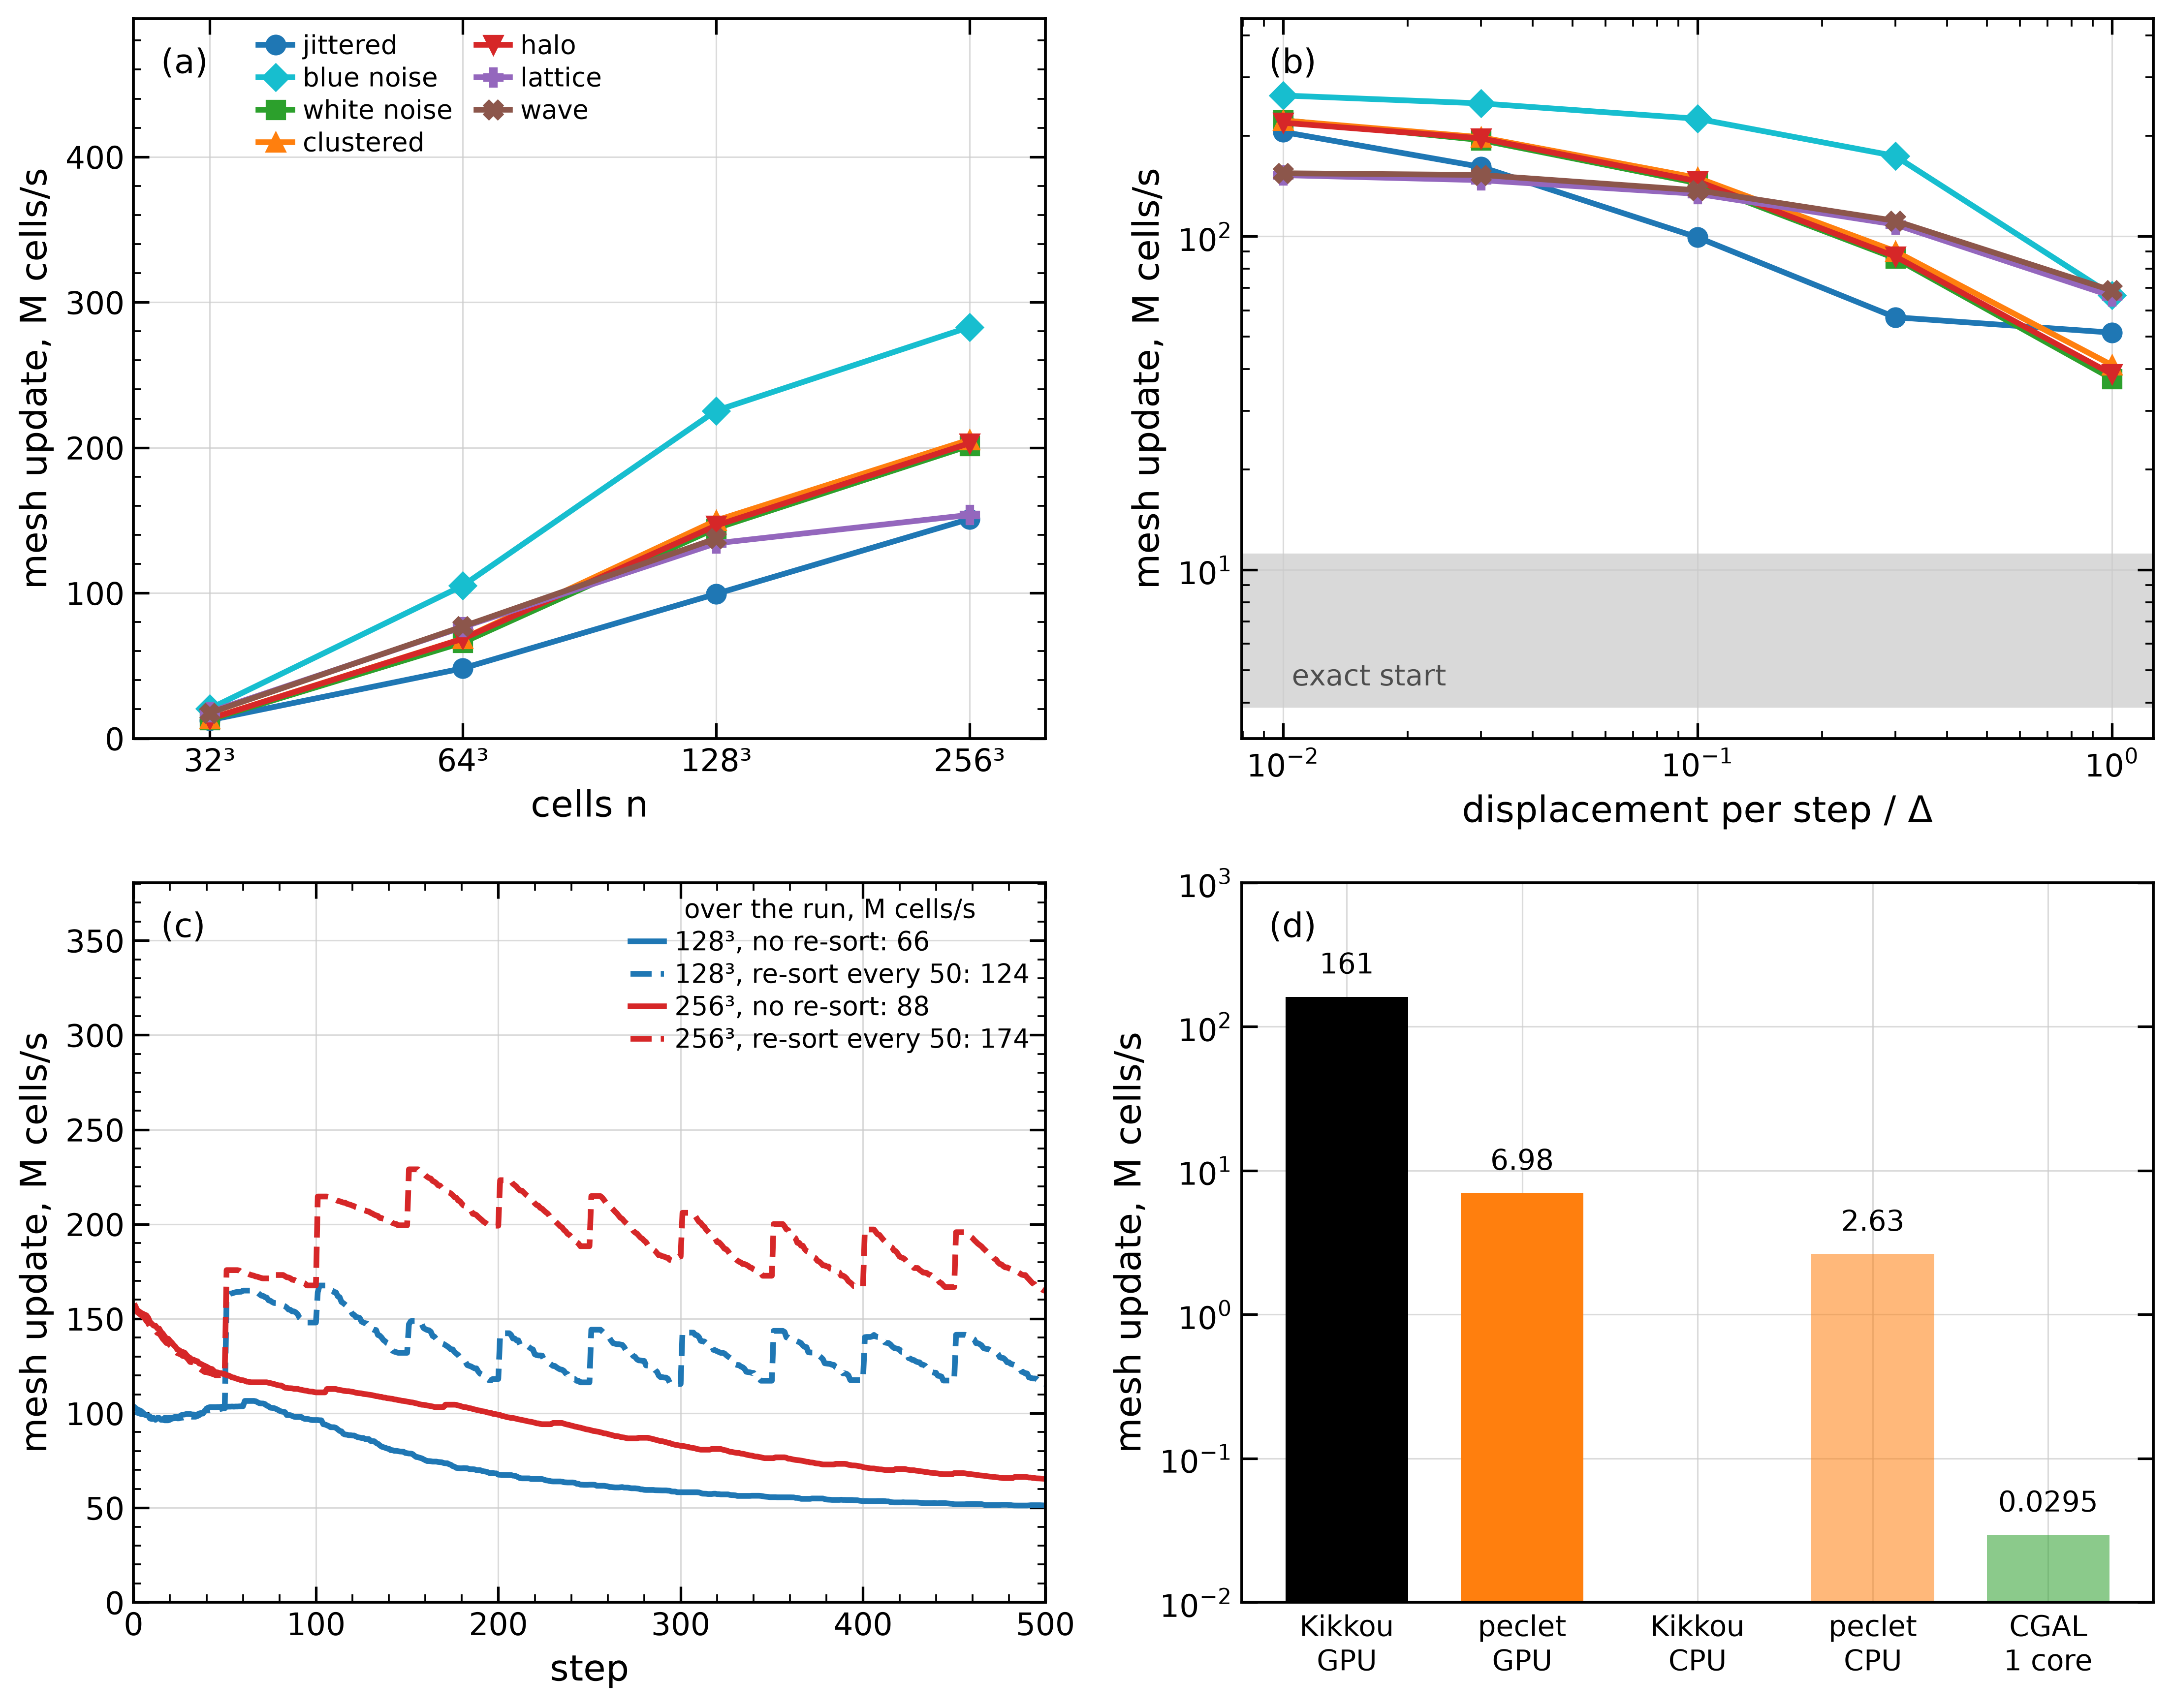 (a)
jittered
blue noise
white noise
clustered
halo
lattice
wave
mesh update, M cells/s
400
300
200
100
0
32³
64³
128³
256³
cells n
(b)
mesh update, M cells/s
10²
10¹
exact start
10⁻²
10⁻¹
10⁰
displacement per step / Δ
(c)
over the run, M cells/s
128³, no re-sort: 66
128³, re-sort every 50: 124
256³, no re-sort: 88
256³, re-sort every 50: 174
mesh update, M cells/s
350
300
250
200
150
100
50
0
0
100
200
300
400
500
step
(d)
mesh update, M cells/s
10³
10²
10¹
10⁰
10⁻¹
10⁻²
161
6.98
2.63
0.0295
Kikkou
GPU
peclet
GPU
Kikkou
CPU
peclet
CPU
CGAL
1 core